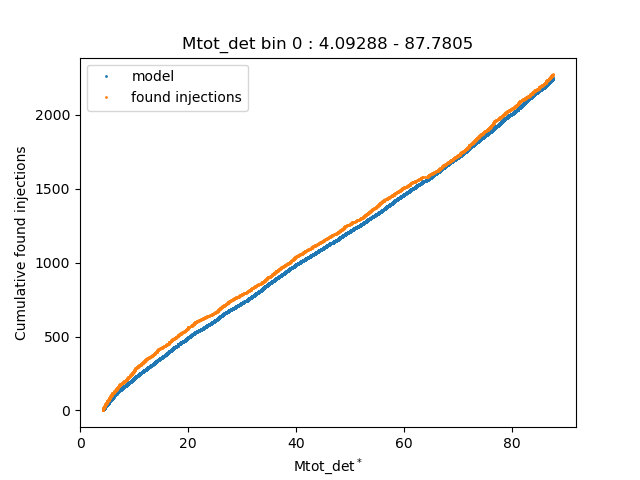 Mtot_det bin 0 : 4.09288 - 87.7805
model
found injections
Cumulative found injections
2000
1500
1000
500
0
0 20 40 60 80
Mtot_det*